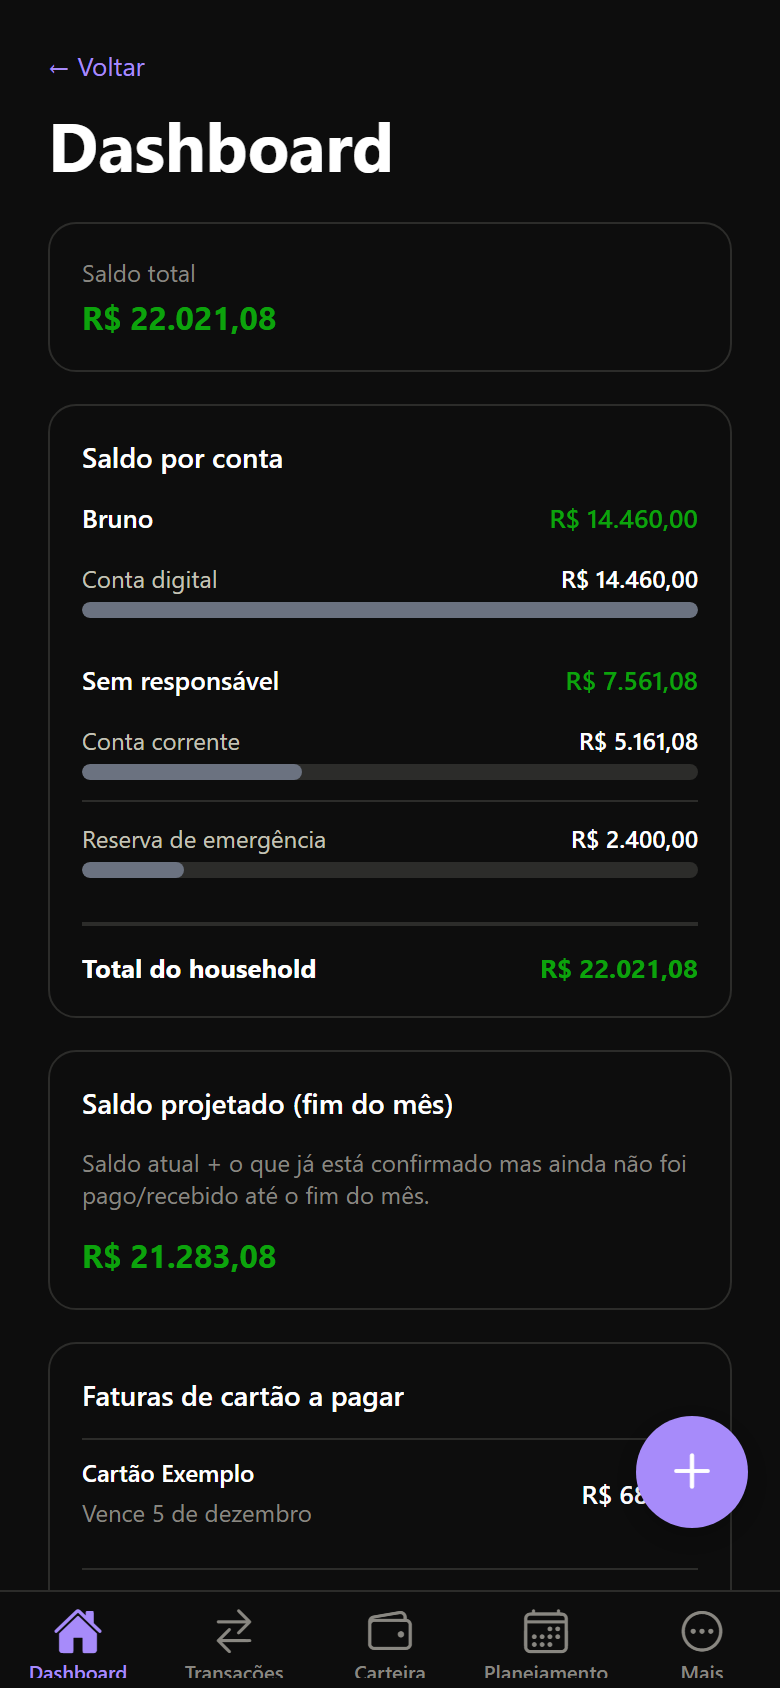 ← Voltar
Dashboard
Saldo total
R$ 22.021,08
Saldo por conta
Bruno R$ 14.460,00
Conta digital R$ 14.460,00
Sem responsável R$ 7.561,08
Conta corrente R$ 5.161,08
Reserva de emergência R$ 2.400,00
Total do household R$ 22.021,08
Saldo projetado (fim do mês)
Saldo atual + o que já está confirmado mas ainda não foi
pago/recebido até o fim do mês.
R$ 21.283,08
Faturas de cartão a pagar
Cartão Exemplo
R$
Vence 5 de dezembro
Dashboard Transações Carteira Planejamento Mais